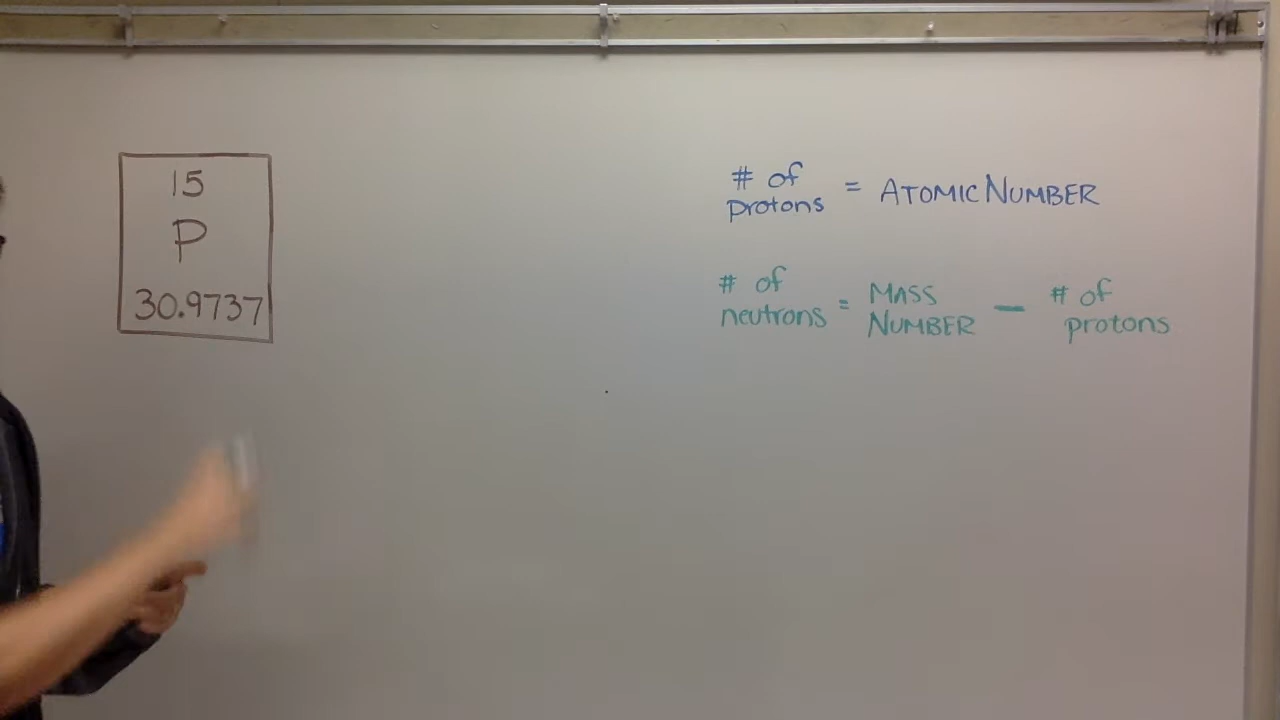 15
P
30.9737
# of protons = ATOMIC NUMBER
# of neutrons = MASS NUMBER — # of protons